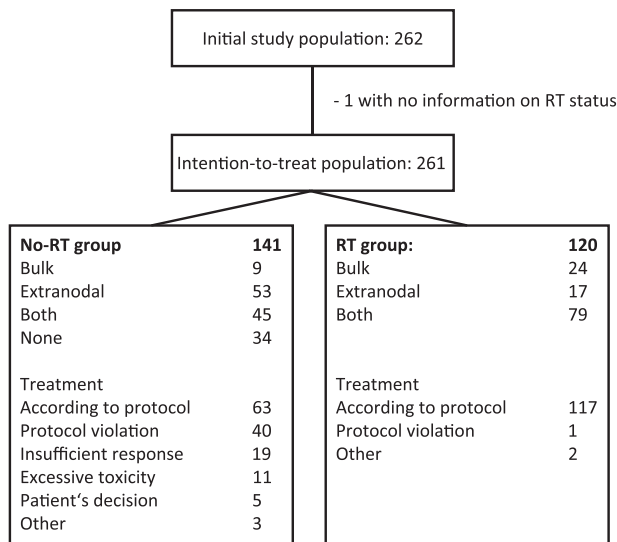 Initial study population: 262
- 1 with no information on RT status
Intention-to-treat population: 261
No-RT group 141
Bulk 9
Extranodal 53
Both 45
None 34
Treatment
According to protocol 63
Protocol violation 40
Insufficient response 19
Excessive toxicity 11
Patient‘s decision 5
Other 3
RT group: 120
Bulk 24
Extranodal 17
Both 79
Treatment
According to protocol 117
Protocol violation 1
Other 2